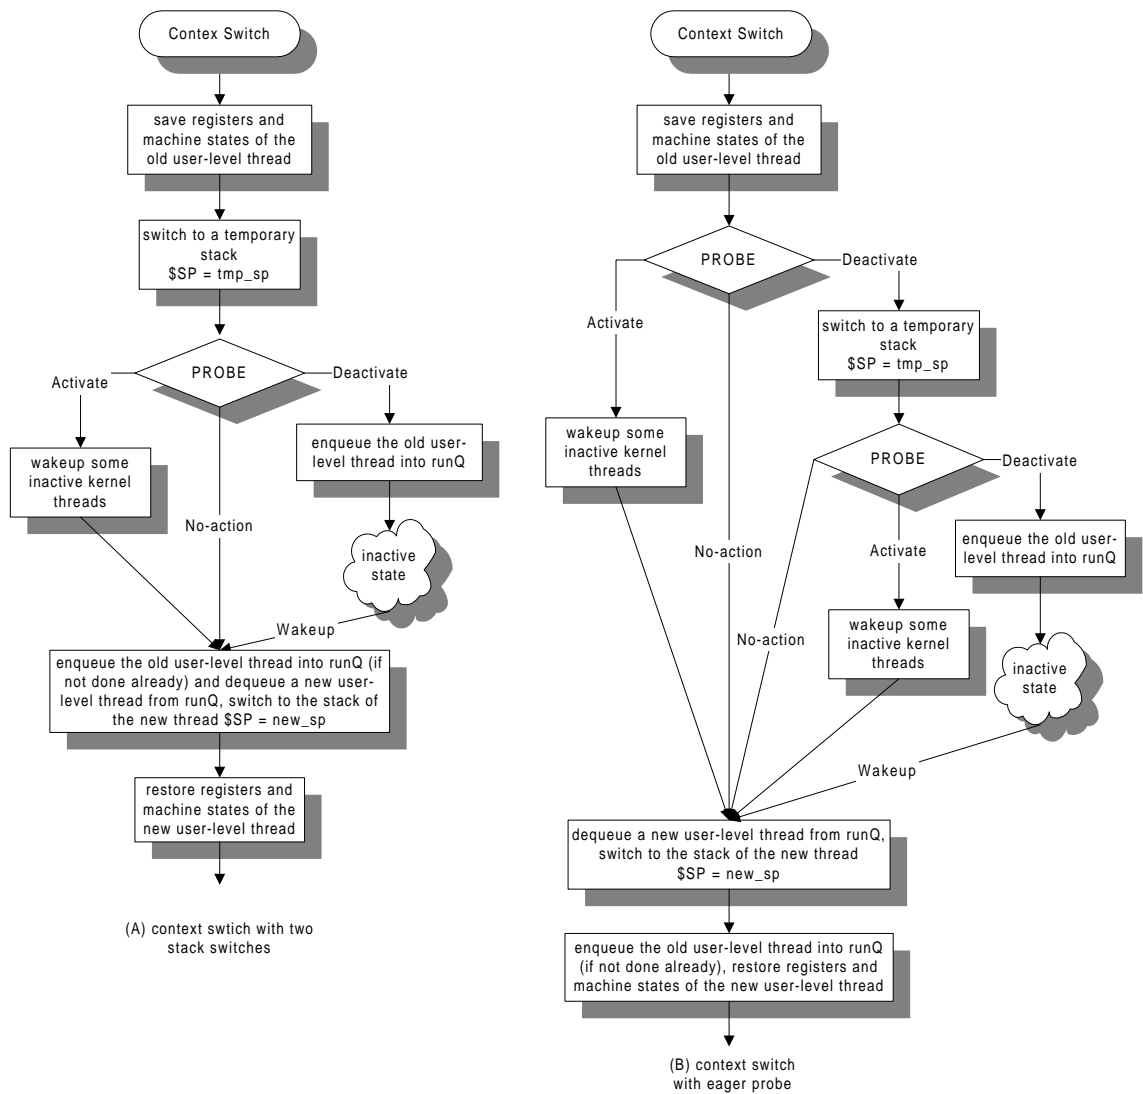 Contex Switch
save registers and
machine states of the
old user-level thread
switch to a temporary
stack
$SP = tmp_sp
PROBE
Activate
Deactivate
wakeup some
inactive kernel
threads
enqueue the old user-
level thread into runQ
No-action
inactive
state
Wakeup
enqueue the old user-level thread into runQ (if
not done already) and dequeue a new user-
level thread from runQ, switch to the stack of
the new thread $SP = new_sp
restore registers and
machine states of the
new user-level thread
(A) context swtich with two
stack switches
Context Switch
save registers and
machine states of the
old user-level thread
PROBE
Deactivate
Activate
switch to a temporary
stack
$SP = tmp_sp
wakeup some
inactive kernel
threads
PROBE
Deactivate
No-action
Activate
enqueue the old user-
level thread into runQ
No-action
wakeup some
inactive kernel
threads
inactive
state
Wakeup
dequeue a new user-level thread from runQ,
switch to the stack of the new thread
$SP = new_sp
enqueue the old user-level thread into runQ
(if not done already), restore registers and
machine states of the new user-level thread
(B) context switch
with eager probe